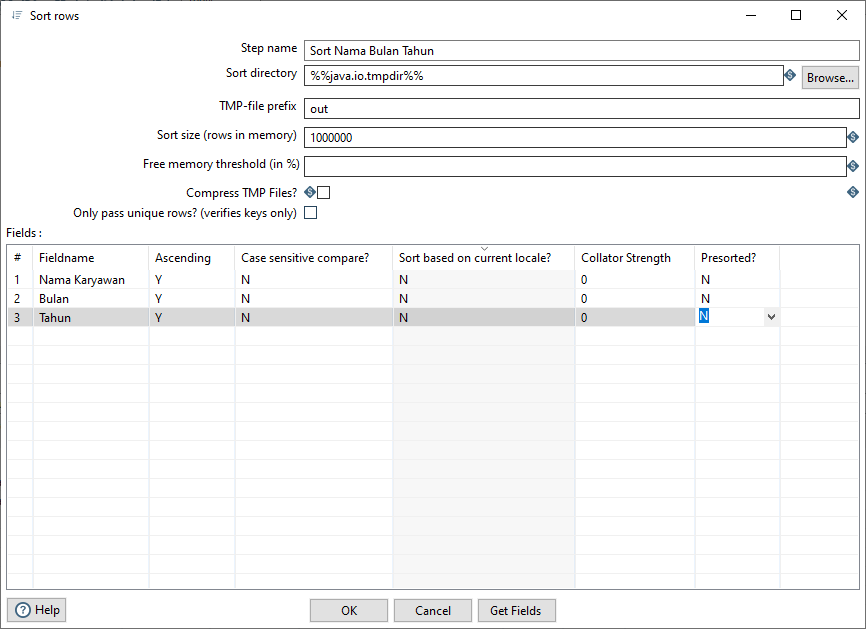 Sort rows
Step name Sort Nama Bulan Tahun
Sort directory %%java.io.tmpdir%% Browse...
TMP-file prefix out
Sort size (rows in memory) 1000000
Free memory threshold (in %)
Compress TMP Files?
Only pass unique rows? (verifies keys only)
Fields :
# Fieldname Ascending Case sensitive compare? Sort based on current locale? Collator Strength Presorted?
1 Nama Karyawan Y N N 0 N
2 Bulan Y N N 0 N
3 Tahun Y N N 0 N
Help OK Cancel Get Fields